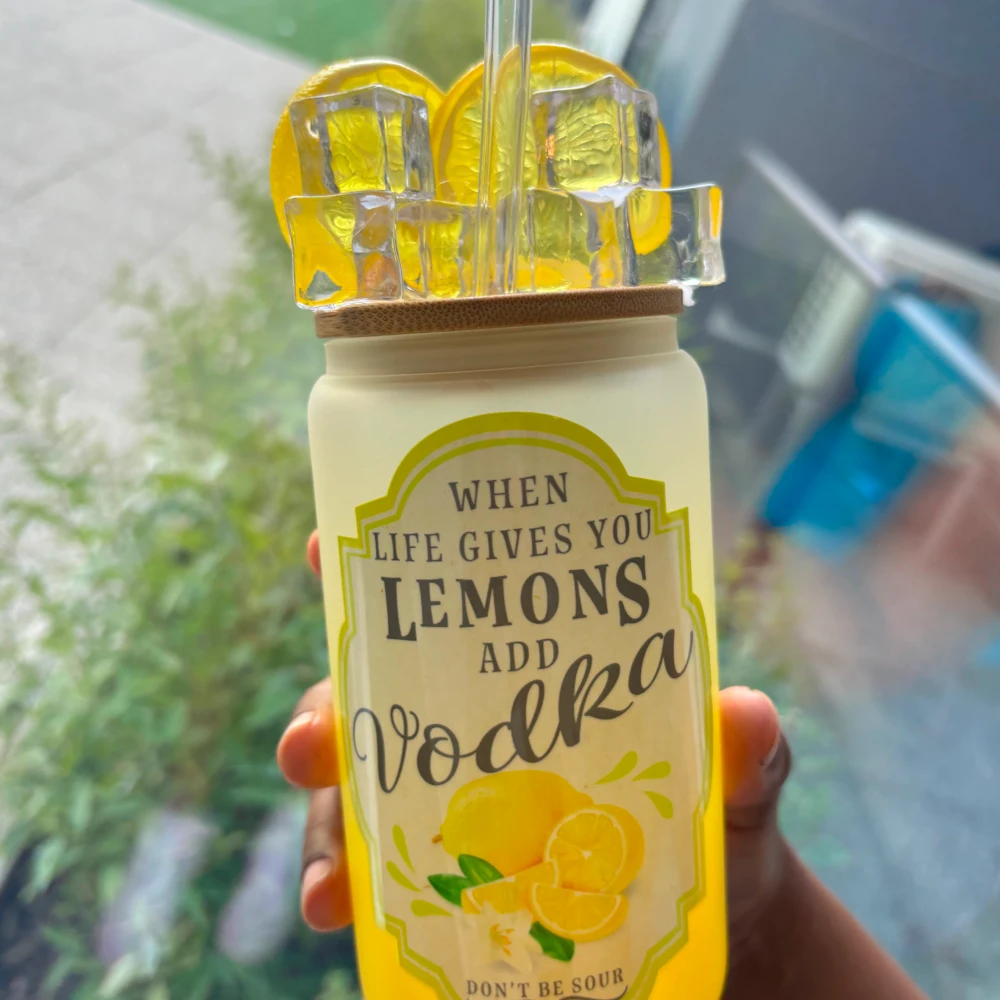 WHEN
LIFE GIVES YOU
LEMONS
ADD
Vodka
DON'T BE SOUR